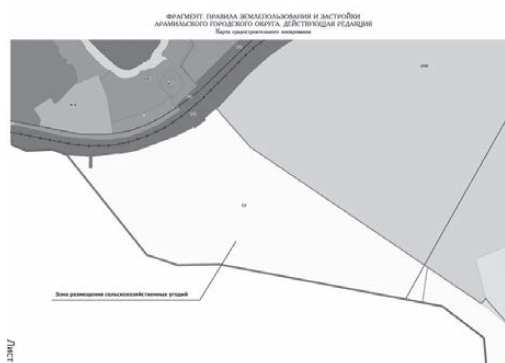 ФРАГМЕНТ. ПРАВИЛА ЗЕМЛЕПОЛЬЗОВАНИЯ И ЗАСТРОЙКИ
АРАМИЛЬСКОГО ГОРОДСКОГО ОКРУГА. ДЕЙСТВУЮЩАЯ РЕДАКЦИЯ
Карта градостроительного зонирования
Зона размещения сельскохозяйственных угодий
Лист